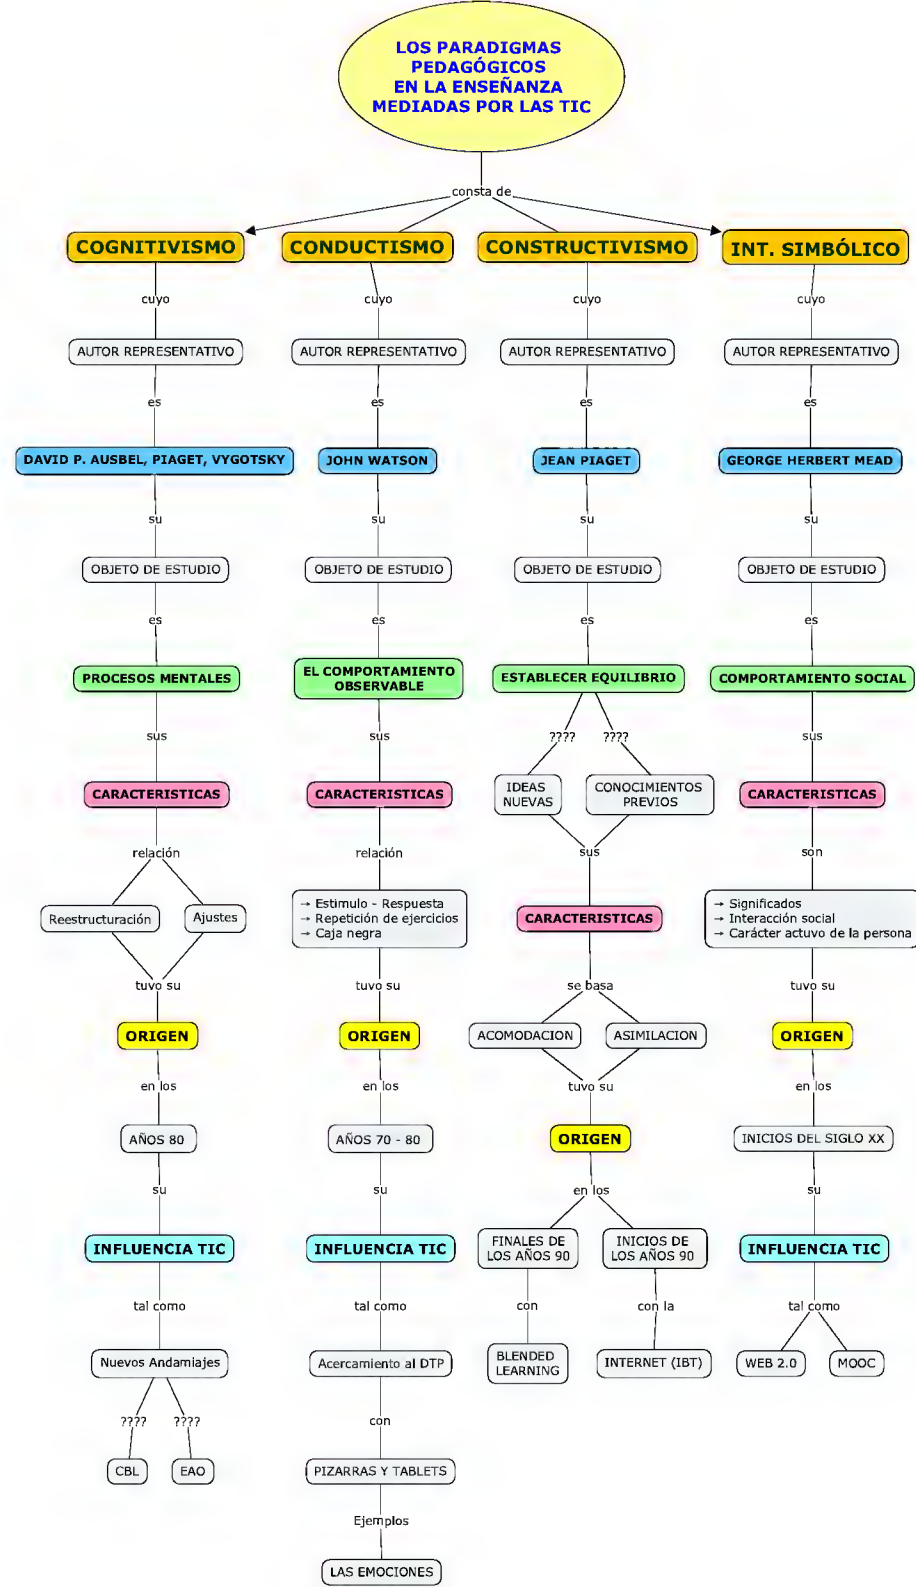 LOS PARADIGMAS
PEDAGÓGICOS
EN LA ENSEÑANZA
MEDIADAS POR LAS TIC
consta de
COGNITIVISMO
CONDUCTISMO
CONSTRUCTIVISMO
INT. SIMBÓLICO
cuyo
cuyo
cuyo
cuyo
AUTOR REPRESENTATIVO
AUTOR REPRESENTATIVO
AUTOR REPRESENTATIVO
AUTOR REPRESENTATIVO
es
es
es
es
DAVID P. AUSBEL, PIAGET, VYGOTSKY
JOHN WATSON
JEAN PIAGET
GEORGE HERBERT MEAD
su
su
su
su
OBJETO DE ESTUDIO
OBJETO DE ESTUDIO
OBJETO DE ESTUDIO
OBJETO DE ESTUDIO
es
es
es
es
PROCESOS MENTALES
EL COMPORTAMIENTO
OBSERVABLE
ESTABLECER EQUILIBRIO
COMPORTAMIENTO SOCIAL
sus
sus
????
????
sus
CARACTERISTICAS
CARACTERISTICAS
IDEAS
NUEVAS
CONOCIMIENTOS
PREVIOS
CARACTERISTICAS
relación
relación
sus
son
Reestructuración
Ajustes
→ Estimulo - Respuesta
→ Repetición de ejercicios
→ Caja negra
CARACTERISTICAS
→ Significados
→ Interacción social
→ Carácter actuvo de la persona
tuvo su
tuvo su
se basa
tuvo su
ORIGEN
ORIGEN
ACOMODACION
ASIMILACION
ORIGEN
en los
en los
tuvo su
en los
AÑOS 80
AÑOS 70 - 80
ORIGEN
INICIOS DEL SIGLO XX
su
su
en los
su
INFLUENCIA TIC
INFLUENCIA TIC
FINALES DE
LOS AÑOS 90
INICIOS DE
LOS AÑOS 90
INFLUENCIA TIC
tal como
tal como
con
con la
tal como
Nuevos Andamiajes
Acercamiento al DTP
BLENDED
LEARNING
INTERNET (IBT)
WEB 2.0
MOOC
????
????
con
CBL
EAO
PIZARRAS Y TABLETS
Ejemplos
LAS EMOCIONES